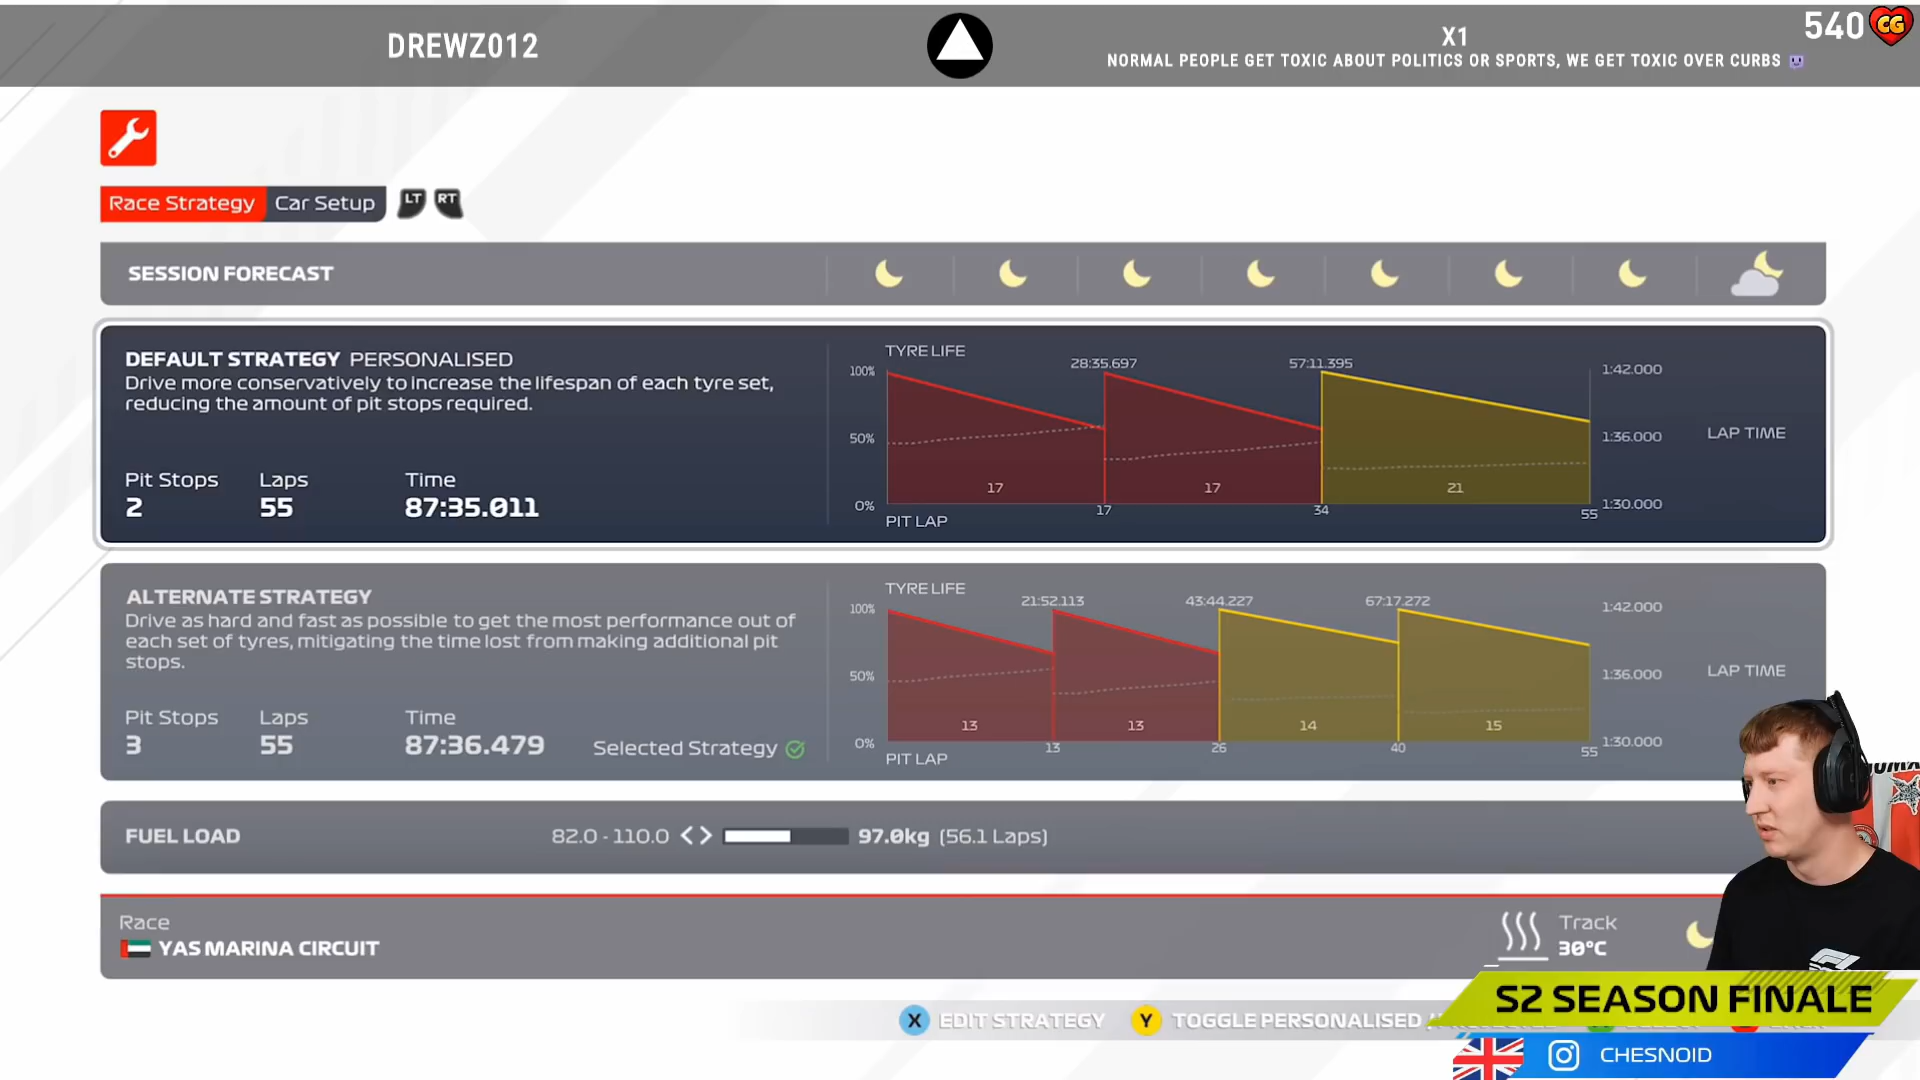 DREWZ012
X1
NORMAL PEOPLE GET TOXIC ABOUT POLITICS OR SPORTS, WE GET TOXIC OVER CURBS
540 CG
Race Strategy Car Setup LT RT
SESSION FORECAST
DEFAULT STRATEGY PERSONALISED
Drive more conservatively to increase the lifespan of each tyre set,
reducing the amount of pit stops required.
Pit Stops Laps Time
2 55 87:35.011
TYRE LIFE
28:35.697 57:11.395
100% 1:42.000
50% 1:36.000 LAP TIME
17 17 21
0% 17 34 55 1:30.000
PIT LAP
ALTERNATE STRATEGY
Drive as hard and fast as possible to get the most performance out of
each set of tyres, mitigating the time lost from making additional pit
stops.
Pit Stops Laps Time
3 55 87:36.479 Selected Strategy
TYRE LIFE
21:52.113 43:44.227 67:17.272
100% 1:42.000
50% 1:36.000 LAP TIME
13 13 14 15
0% 13 26 40 55 1:30.000
PIT LAP
FUEL LOAD 82.0 - 110.0 97.0kg (56.1 Laps)
Race
YAS MARINA CIRCUIT
Track
30°C
X EDIT STRATEGY Y TOGGLE PERSONALISED
S2 SEASON FINALE
CHESNOID